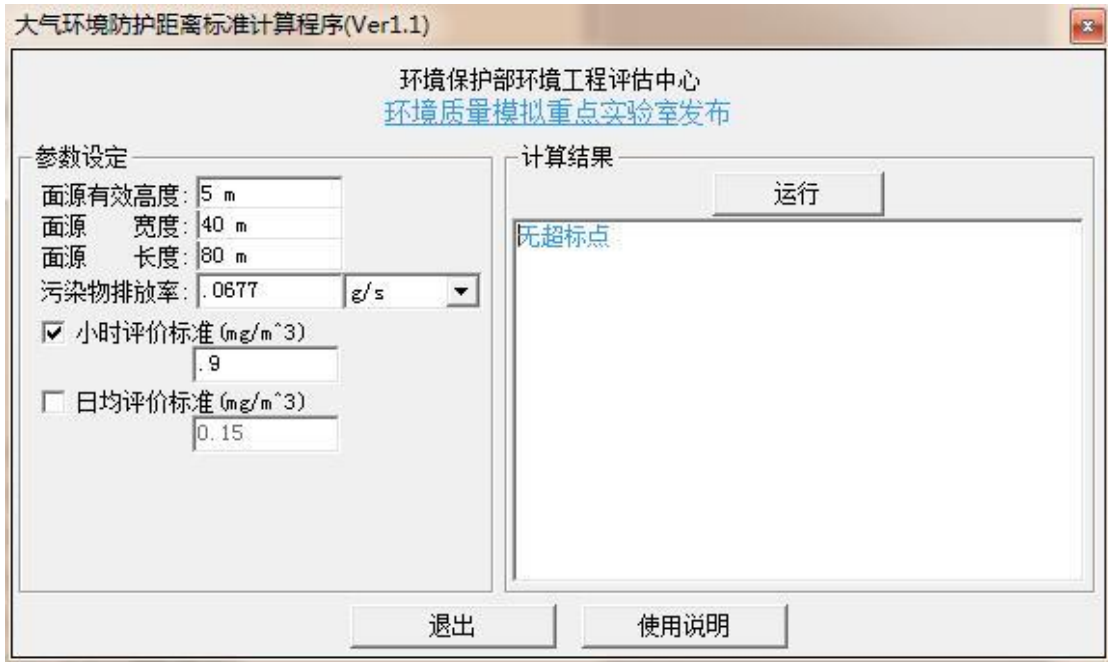 大气环境防护距离标准计算程序(Ver1.1)
环境保护部环境工程评估中心
环境质量模拟重点实验室发布
参数设定
面源有效高度: 5 m
面源 宽度: 40 m
面源 长度: 80 m
污染物排放率: .0677 g/s
小时评价标准(mg/m^3)
.9
日均评价标准(mg/m^3)
0.15
计算结果
运行
无超标点
退出
使用说明